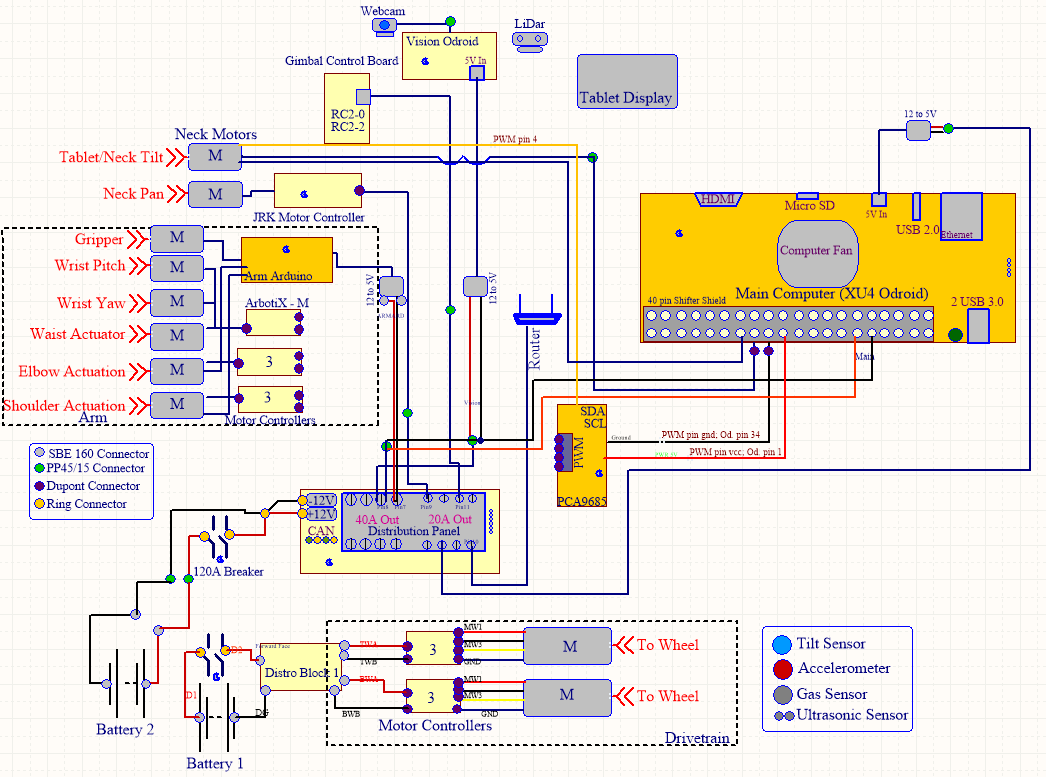 Webcam
LiDar
Vision Odroid
5V In
Gimbal Control Board
Tablet Display
RC2-0
RC2-2
12 to 5V
Neck Motors
PWM pin 4
Tablet/Neck Tilt
M
Neck Pan
M
JRK Motor Controller
HDMI
Micro SD
5V In
USB 2.0
Ethernet
Gripper
M
Wrist Pitch
M
Arm Arduino
12 to 5V
12 to 5V
Computer Fan
Wrist Yaw
M
ArbotiX - M
40 pin Shifter Shield
Main Computer (XU4 Odroid)
2 USB 3.0
Waist Actuator
M
Router
Elbow Actuation
M
3
Main
Shoulder Actuation
M
3
Arm
Motor Controllers
Vision
SDA
SCL
PWM
PCA9685
Ground
PWM pin gnd; Od. pin 34
PWM 5V
PWM pin vcc; Od. pin 1
SBE 160 Connector
PP45/15 Connector
Dupont Connector
Ring Connector
-12V
+12V
CAN
Pin7
Pin9
Pin11
40A Out
20A Out
Distribution Panel
120A Breaker
Battery 2
D1
D2
Forward Face
Distro Block 1
DG
Battery 1
TWA
TWB
BWA
BWB
3
MW1
MW3
GND
M
To Wheel
3
MW1
MW3
GND
M
To Wheel
Motor Controllers
Drivetrain
Tilt Sensor
Accelerometer
Gas Sensor
Ultrasonic Sensor